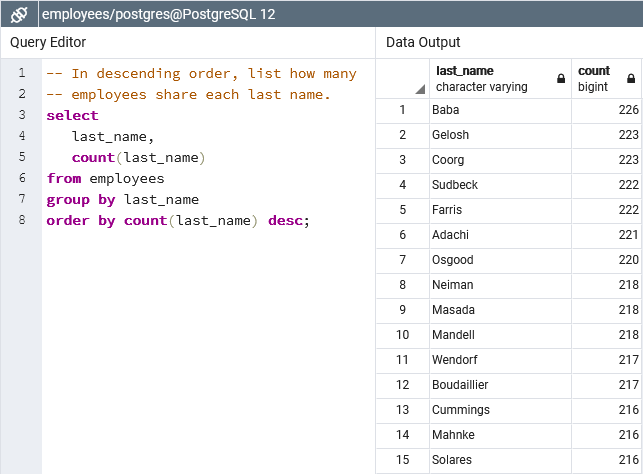 employees/postgres@PostgreSQL 12
Query Editor
1 -- In descending order, list how many
2 -- employees share each last name.
3 select
4 last_name,
5 count(last_name)
6 from employees
7 group by last_name
8 order by count(last_name) desc;
Data Output
last_name count
character varying bigint
1 Baba 226
2 Gelosh 223
3 Coorg 223
4 Sudbeck 222
5 Farris 222
6 Adachi 221
7 Osgood 220
8 Neiman 218
9 Masada 218
10 Mandell 218
11 Wendorf 217
12 Boudaillier 217
13 Cummings 216
14 Mahnke 216
15 Solares 216